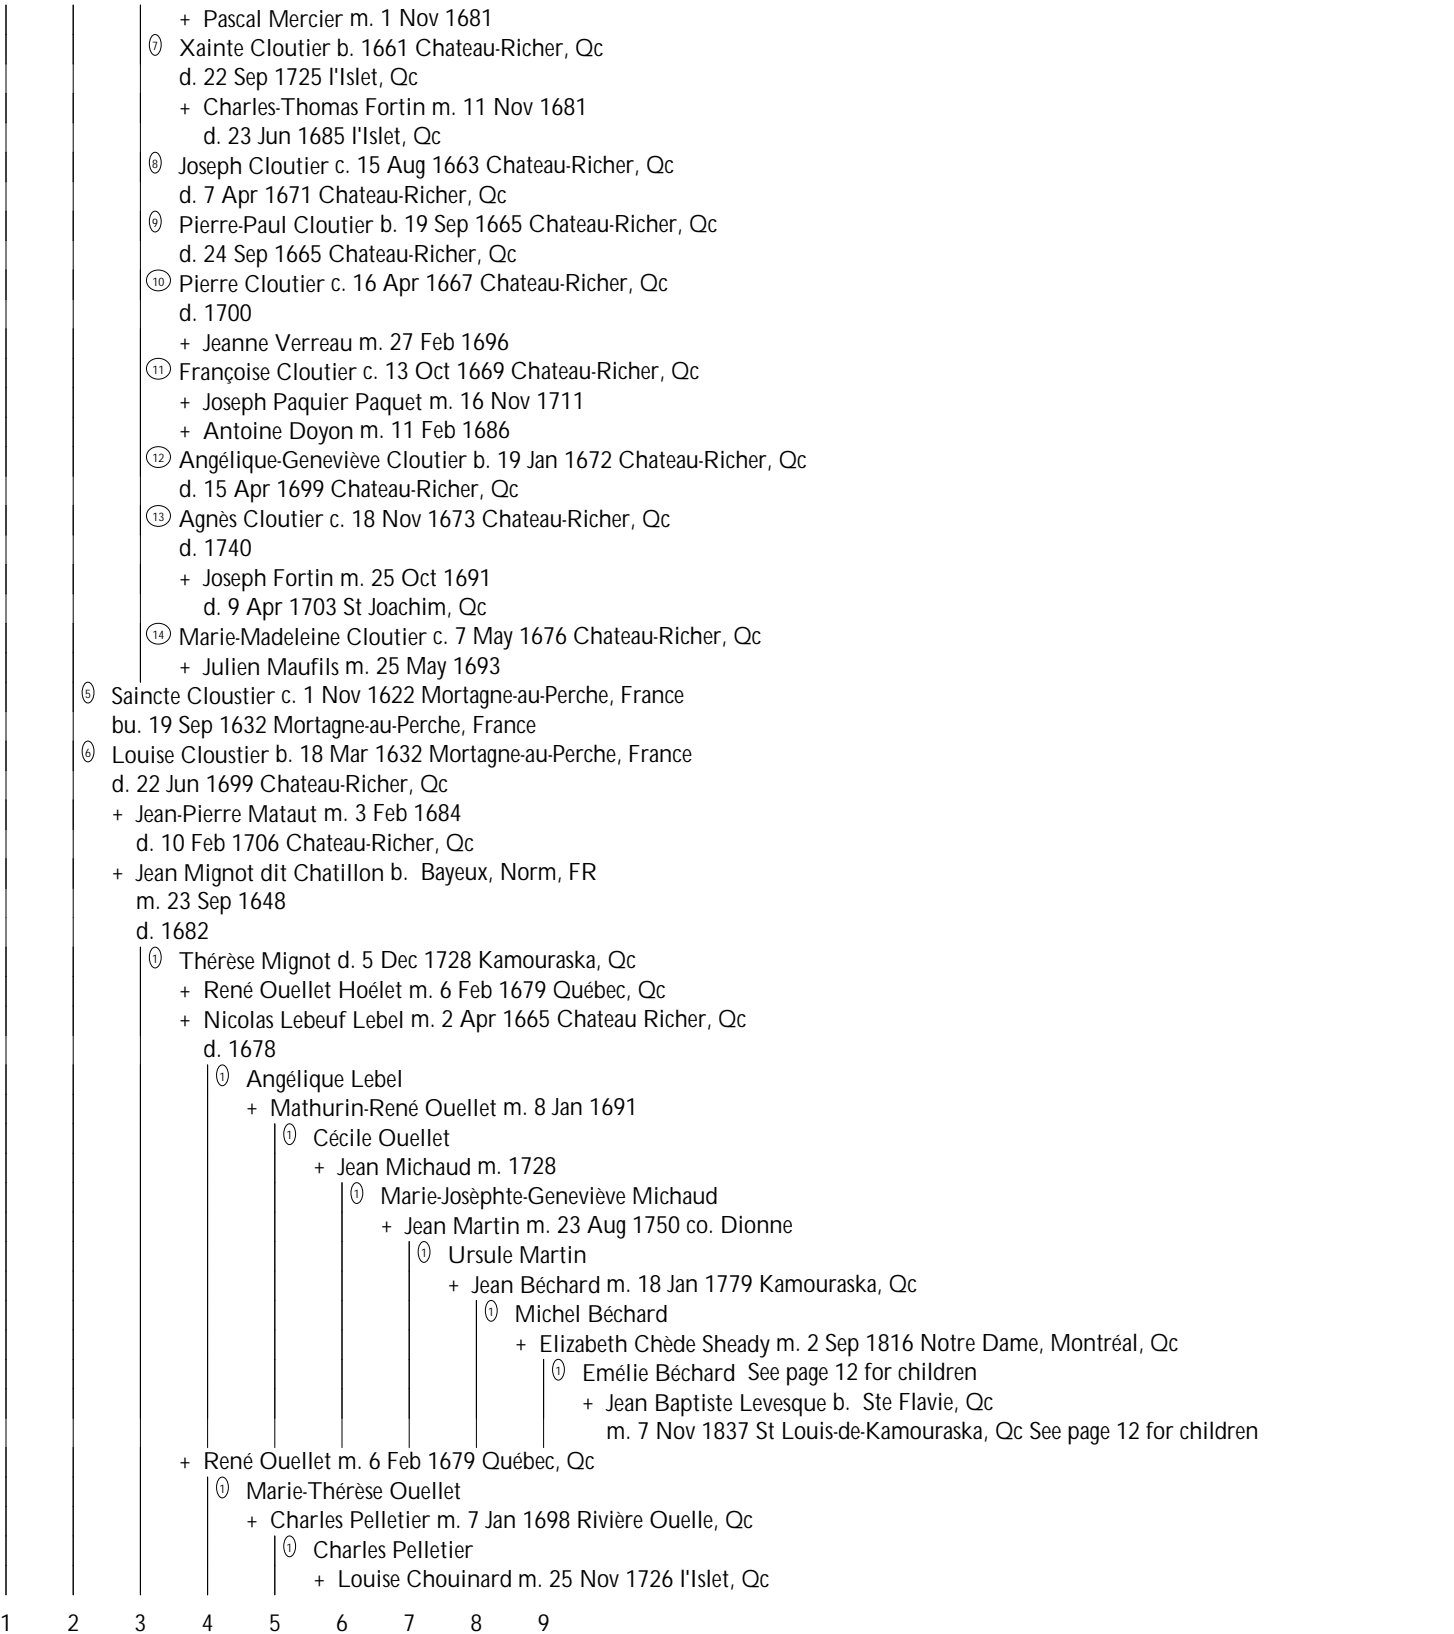 + Pascal Mercier m. 1 Nov 1681
7 Xainte Cloutier b. 1661 Chateau-Richer, Qc
d. 22 Sep 1725 l'Islet, Qc
+ Charles-Thomas Fortin m. 11 Nov 1681
d. 23 Jun 1685 l'Islet, Qc
8 Joseph Cloutier c. 15 Aug 1663 Chateau-Richer, Qc
d. 7 Apr 1671 Chateau-Richer, Qc
9 Pierre-Paul Cloutier b. 19 Sep 1665 Chateau-Richer, Qc
d. 24 Sep 1665 Chateau-Richer, Qc
10 Pierre Cloutier c. 16 Apr 1667 Chateau-Richer, Qc
d. 1700
+ Jeanne Verreau m. 27 Feb 1696
11 Françoise Cloutier c. 13 Oct 1669 Chateau-Richer, Qc
+ Joseph Paquier Paquet m. 16 Nov 1711
+ Antoine Doyon m. 11 Feb 1686
12 Angélique-Geneviève Cloutier b. 19 Jan 1672 Chateau-Richer, Qc
d. 15 Apr 1699 Chateau-Richer, Qc
13 Agnès Cloutier c. 18 Nov 1673 Chateau-Richer, Qc
d. 1740
+ Joseph Fortin m. 25 Oct 1691
d. 9 Apr 1703 St Joachim, Qc
14 Marie-Madeleine Cloutier c. 7 May 1676 Chateau-Richer, Qc
+ Julien Maufils m. 25 May 1693
5 Saincte Cloustier c. 1 Nov 1622 Mortagne-au-Perche, France
bu. 19 Sep 1632 Mortagne-au-Perche, France
6 Louise Cloustier b. 18 Mar 1632 Mortagne-au-Perche, France
d. 22 Jun 1699 Chateau-Richer, Qc
+ Jean-Pierre Mataut m. 3 Feb 1684
d. 10 Feb 1706 Chateau-Richer, Qc
+ Jean Mignot dit Chatillon b. Bayeux, Norm, FR
m. 23 Sep 1648
d. 1682
1 Thérèse Mignot d. 5 Dec 1728 Kamouraska, Qc
+ René Ouellet Hoélet m. 6 Feb 1679 Québec, Qc
+ Nicolas Lebeuf Lebel m. 2 Apr 1665 Chateau Richer, Qc
d. 1678
1 Angélique Lebel
+ Mathurin-René Ouellet m. 8 Jan 1691
1 Cécile Ouellet
+ Jean Michaud m. 1728
1 Marie-Josèphte-Geneviève Michaud
+ Jean Martin m. 23 Aug 1750 co. Dionne
1 Ursule Martin
+ Jean Béchard m. 18 Jan 1779 Kamouraska, Qc
1 Michel Béchard
+ Elizabeth Chède Sheady m. 2 Sep 1816 Notre Dame, Montréal, Qc
1 Emélie Béchard See page 12 for children
+ Jean Baptiste Levesque b. Ste Flavie, Qc
m. 7 Nov 1837 St Louis-de-Kamouraska, Qc See page 12 for children
+ René Ouellet m. 6 Feb 1679 Québec, Qc
1 Marie-Thérèse Ouellet
+ Charles Pelletier m. 7 Jan 1698 Rivière Ouelle, Qc
1 Charles Pelletier
+ Louise Chouinard m. 25 Nov 1726 l'Islet, Qc
1 2 3 4 5 6 7 8 9